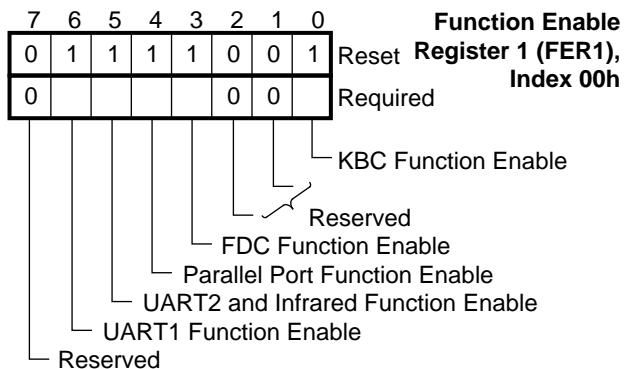 7 6 5 4 3 2 1 0
Function Enable
Register 1 (FER1),
Index 00h
0 1 1 1 1 0 0 1 Reset
0 0 0 Required
KBC Function Enable
Reserved
FDC Function Enable
Parallel Port Function Enable
UART2 and Infrared Function Enable
UART1 Function Enable
Reserved